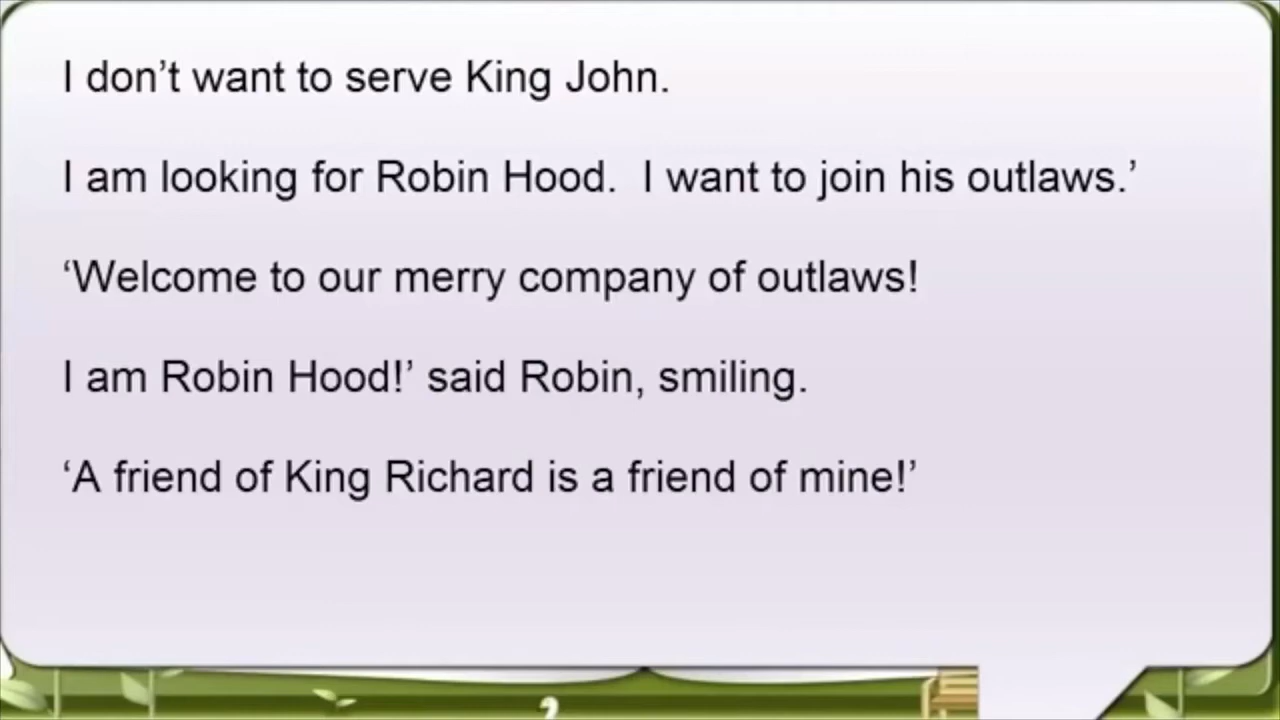 I don’t want to serve King John.
I am looking for Robin Hood.  I want to join his outlaws.’
‘Welcome to our merry company of outlaws!
I am Robin Hood!’ said Robin, smiling.
‘A friend of King Richard is a friend of mine!’